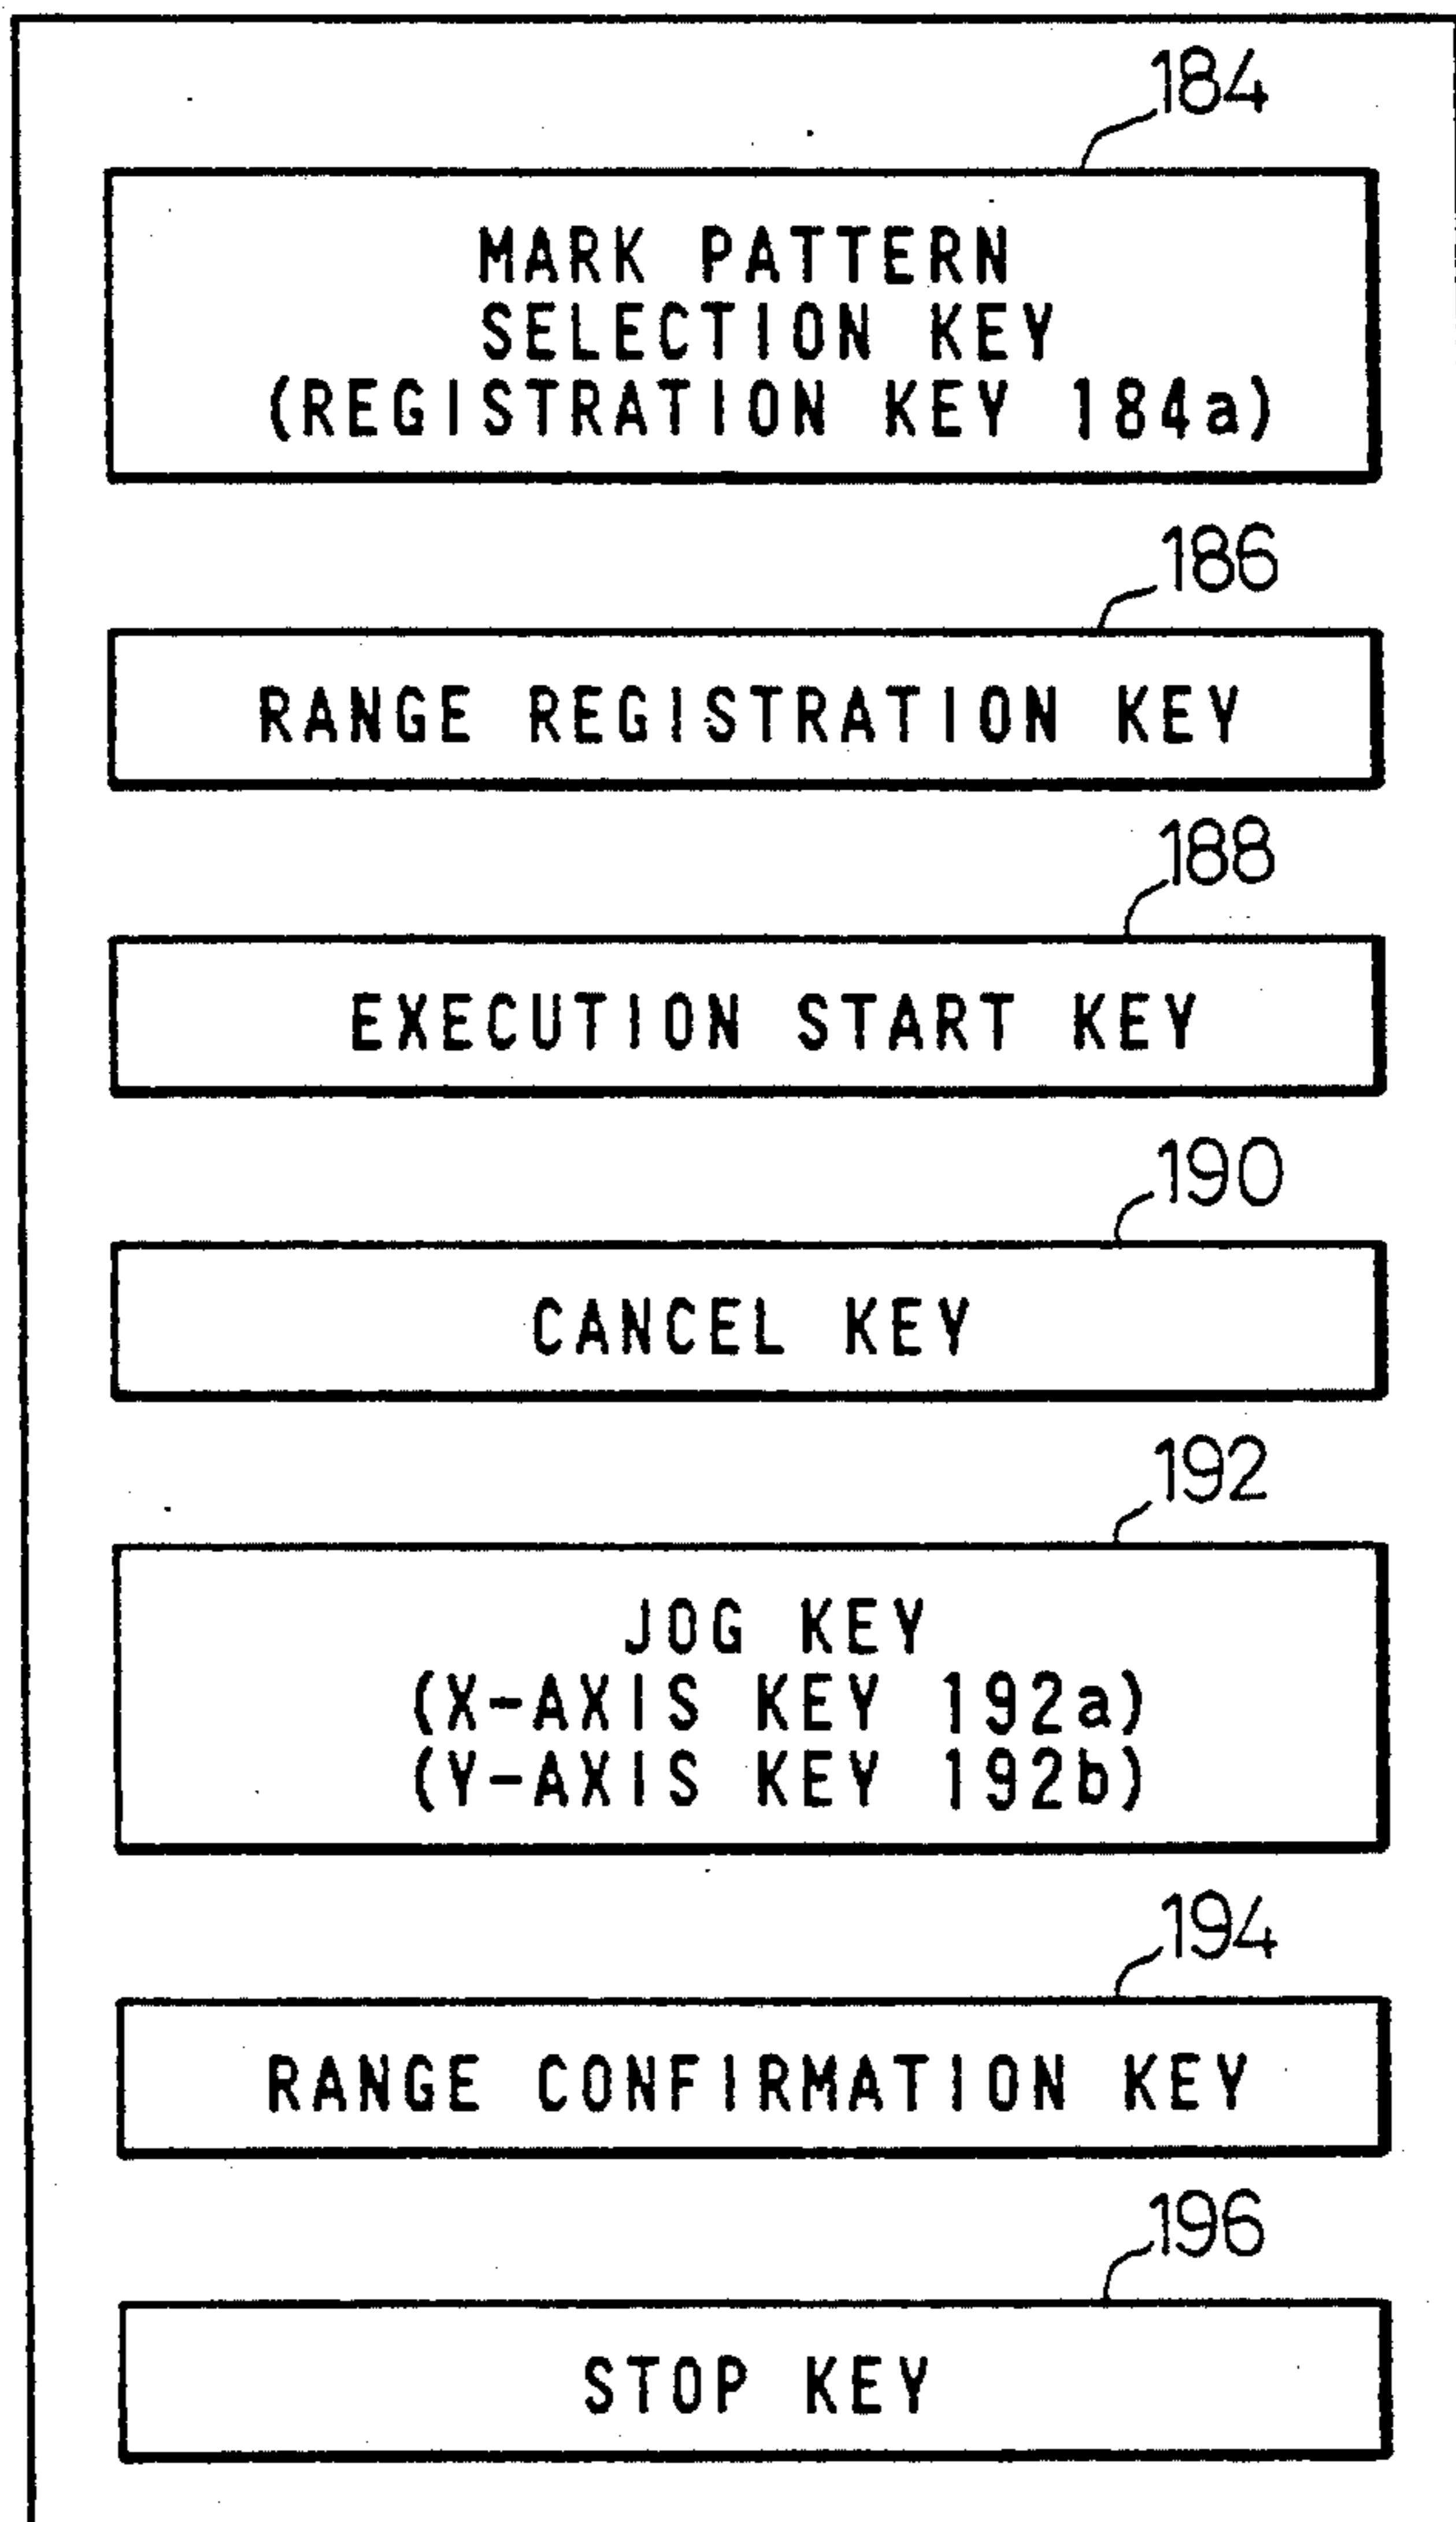 184
MARK PATTERN
SELECTION KEY
(REGISTRATION KEY 184a)
186
RANGE REGISTRATION KEY
188
EXECUTION START KEY
190
CANCEL KEY
192
JOG KEY
(X-AXIS KEY 192a)
(Y-AXIS KEY 192b)
194
RANGE CONFIRMATION KEY
196
STOP KEY